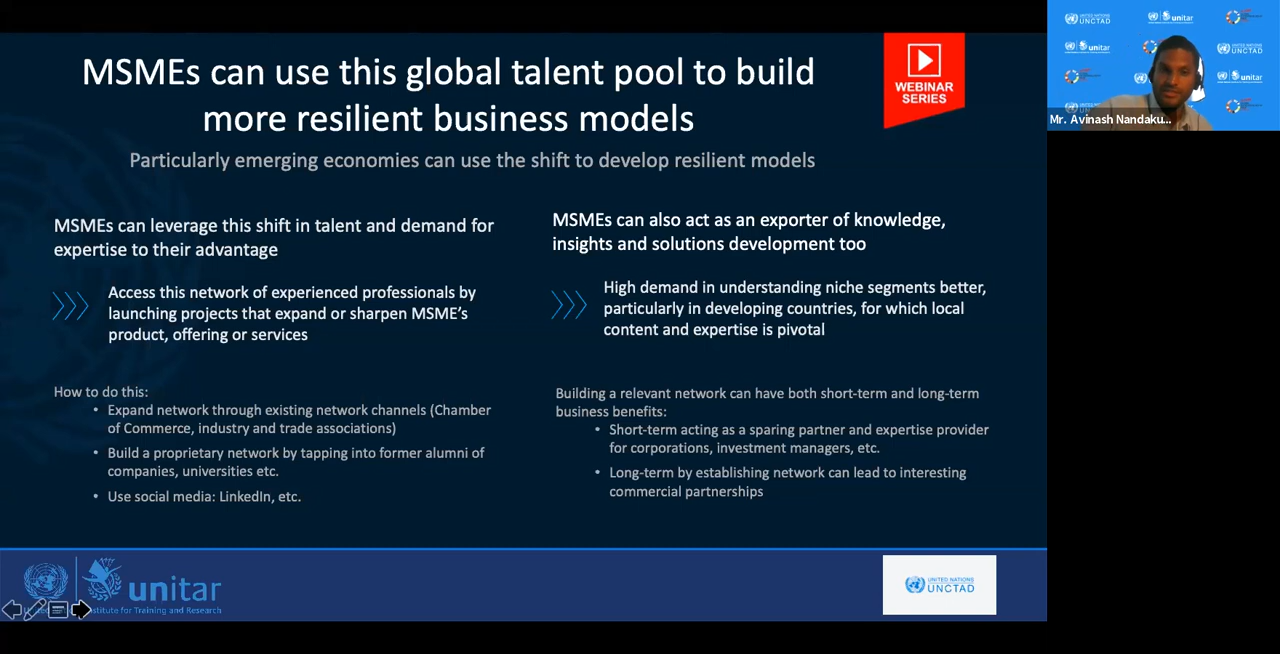 MSMEs can use this global talent pool to build
more resilient business models
Particularly emerging economies can use the shift to develop resilient models
WEBINAR
SERIES
MSMEs can leverage this shift in talent and demand for
expertise to their advantage
Access this network of experienced professionals by
launching projects that expand or sharpen MSME's
product, offering or services
How to do this:
• Expand network through existing network channels (Chamber
of Commerce, industry and trade associations)
• Build a proprietary network by tapping into former alumni of
companies, universities etc.
• Use social media: LinkedIn, etc.
MSMEs can also act as an exporter of knowledge,
insights and solutions development too
High demand in understanding niche segments better,
particularly in developing countries, for which local
content and expertise is pivotal
Building a relevant network can have both short-term and long-term
business benefits:
• Short-term acting as a sparing partner and expertise provider
for corporations, investment managers, etc.
• Long-term by establishing network can lead to interesting
commercial partnerships
unitar
Institute for Training and Research
UNITED NATIONS
UNCTAD
UNITED NATIONS
UNCTAD
unitar
unitar
UNITED NATIONS
UNCTAD
unitar
Mr. Avinash Nandaku...